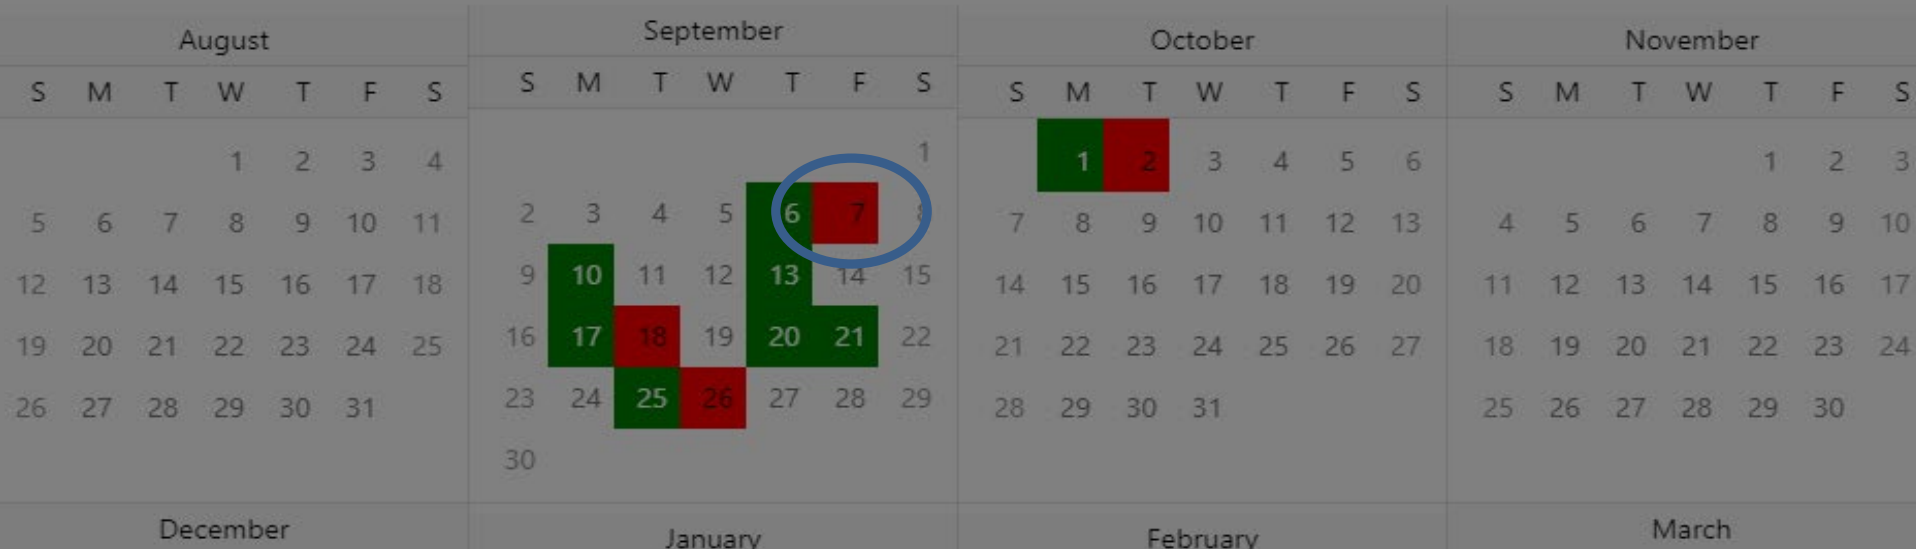 August
S M T W T F S
1 2 3 4
5 6 7 8 9 10 11
12 13 14 15 16 17 18
19 20 21 22 23 24 25
26 27 28 29 30 31
September
S M T W T F S
1
2 3 4 5 6 7 8
9 10 11 12 13 14 15
16 17 18 19 20 21 22
23 24 25 26 27 28 29
30
October
S M T W T F S
1 2 3 4 5 6
7 8 9 10 11 12 13
14 15 16 17 18 19 20
21 22 23 24 25 26 27
28 29 30 31
November
S M T W T F S
1 2 3
4 5 6 7 8 9 10
11 12 13 14 15 16 17
18 19 20 21 22 23 24
25 26 27 28 29 30
December
January
February
March